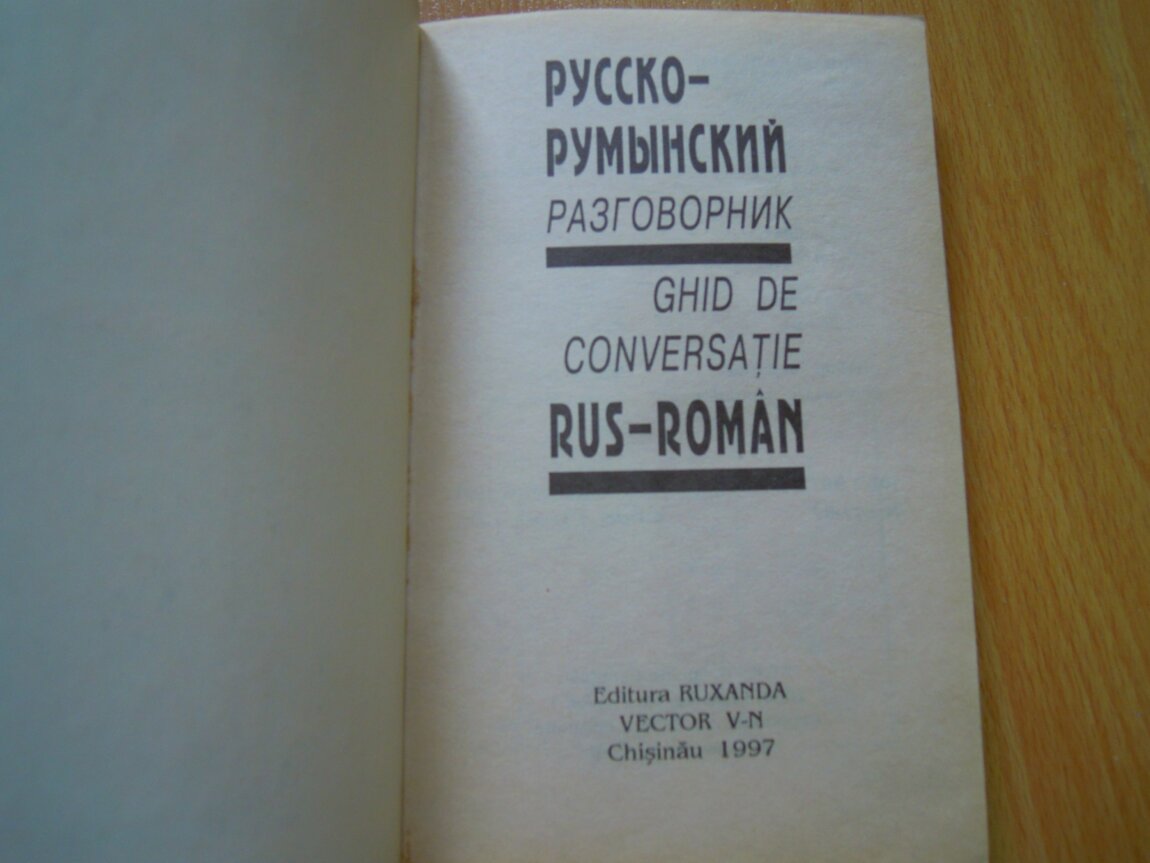 РУССКО–
РУМЫНСКИЙ
РАЗГОВОРНИК
GHID DE
CONVERSAȚIE
RUS–ROMÂN
Editura RUXANDA
VECTOR V-N
Chișinău 1997